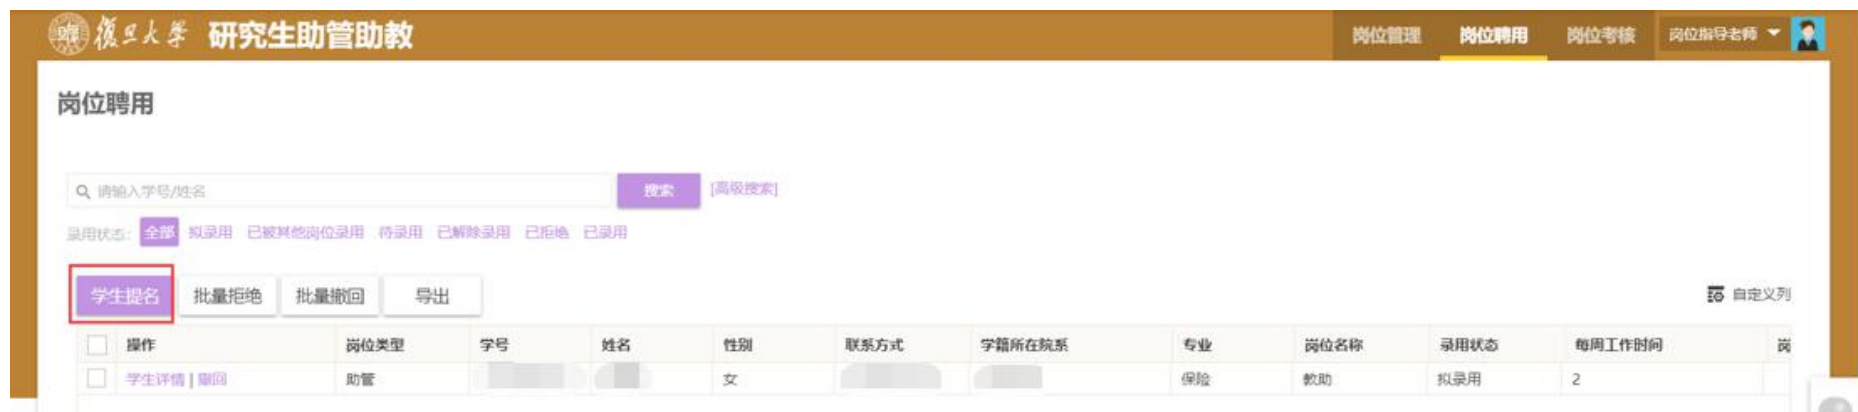 復旦大學 研究生助管助教 岗位管理 岗位聘用 岗位考核 岗位指导老师
岗位聘用
请输入学号/姓名 搜索 [高级搜索]
录用状态: 全部 拟录用 已被其他岗位录用 待录用 已解除录用 已拒绝 已录用
学生提名 批量拒绝 批量撤回 导出 自定义列
操作 岗位类型 学号 姓名 性别 联系方式 学籍所在院系 专业 岗位名称 录用状态 每周工作时间 岗
学生详情 | 撤回 助管 女 保险 教助 拟录用 2